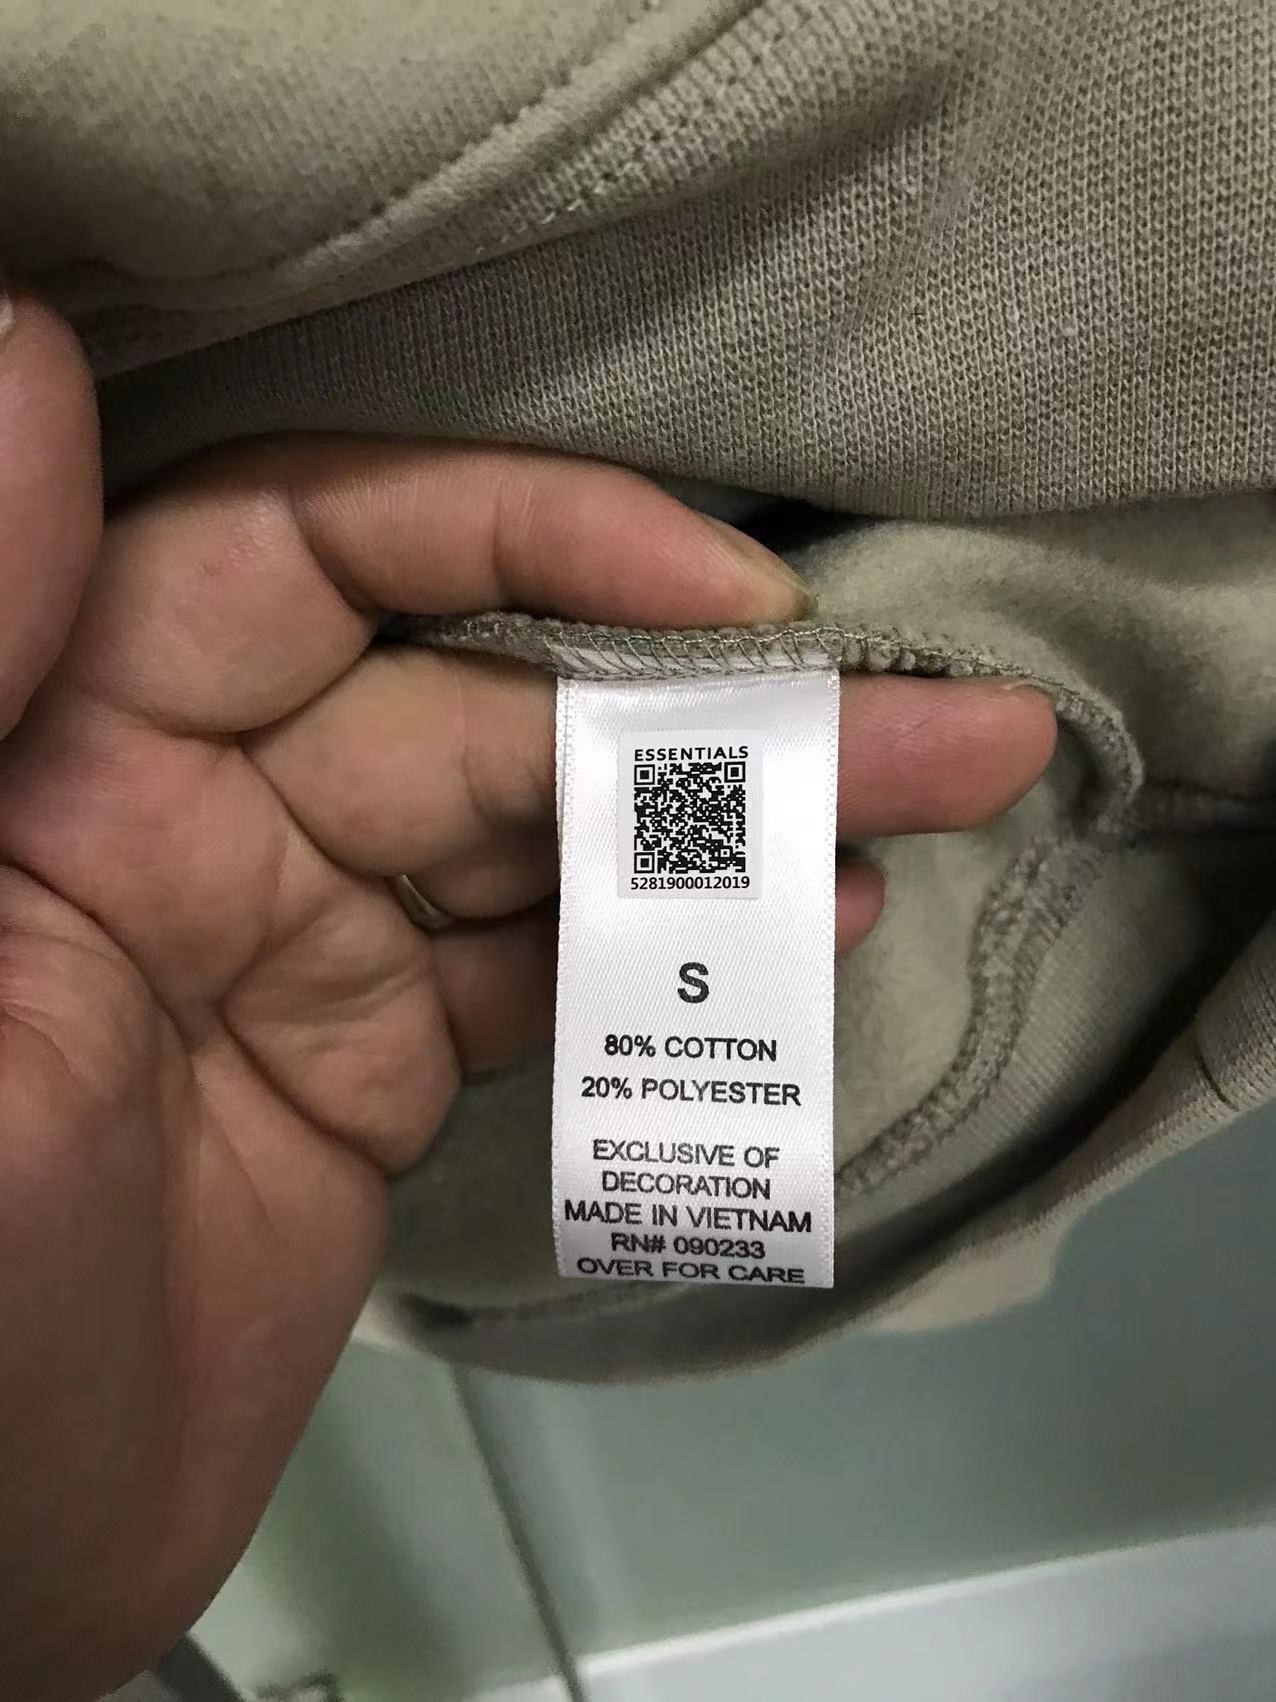 ESSENTIALS
5281900012019
S
80% COTTON
20% POLYESTER
EXCLUSIVE OF
DECORATION
MADE IN VIETNAM
RN# 090233
OVER FOR CARE